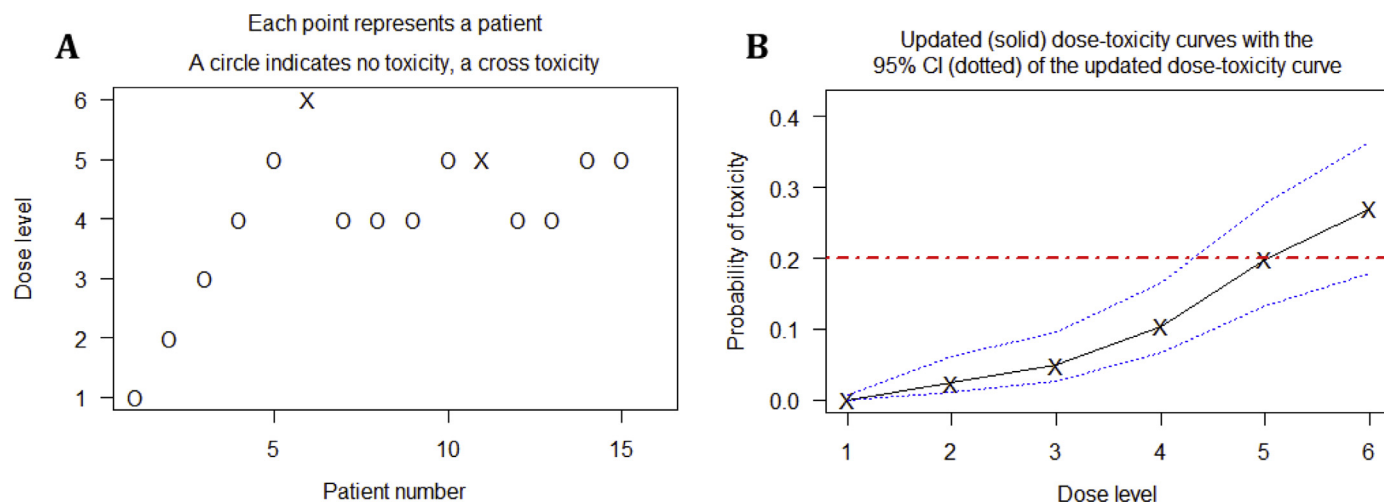 A
Each point represents a patient
A circle indicates no toxicity, a cross toxicity
Dose level
6
5
4
3
2
1
O
O
O
O
O
X
O
O
O
O
X
O
O
O
O
5
10
15
Patient number
B
Updated (solid) dose-toxicity curves with the
95% CI (dotted) of the updated dose-toxicity curve
Probability of toxicity
0.4
0.3
0.2
0.1
0.0
X
X
X
X
X
X
1
2
3
4
5
6
Dose level